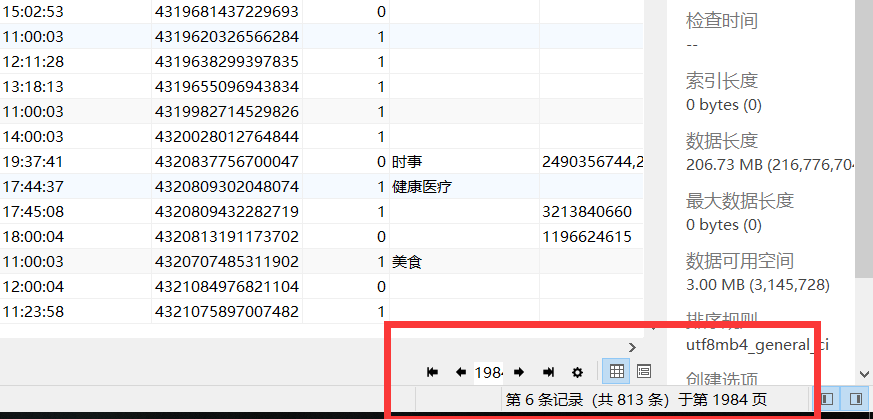 15:02:53 4319681437229693 0
11:00:03 4319620326566284 1
12:11:28 4319638299397835 1
13:18:13 4319655096943834 1
11:00:03 4319982714529826 1
14:00:03 4320028012764844 1
19:37:41 4320837756700047 0 时事 2490356744,2
17:44:37 4320809302048074 1 健康医疗
17:45:08 4320809432282719 1 3213840660
18:00:04 4320813191173702 0 1196624615
11:00:03 4320707485311902 1 美食
12:00:04 4321084976821104 0
11:23:58 4321075897007482 1
1984
第 6 条记录（共 813 条）于第 1984 页
检查时间
--
索引长度
0 bytes (0)
数据长度
206.73 MB (216,776,704
最大数据长度
0 bytes (0)
数据可用空间
3.00 MB (3,145,728)
排序规则
utf8mb4_general_ci
创建选项